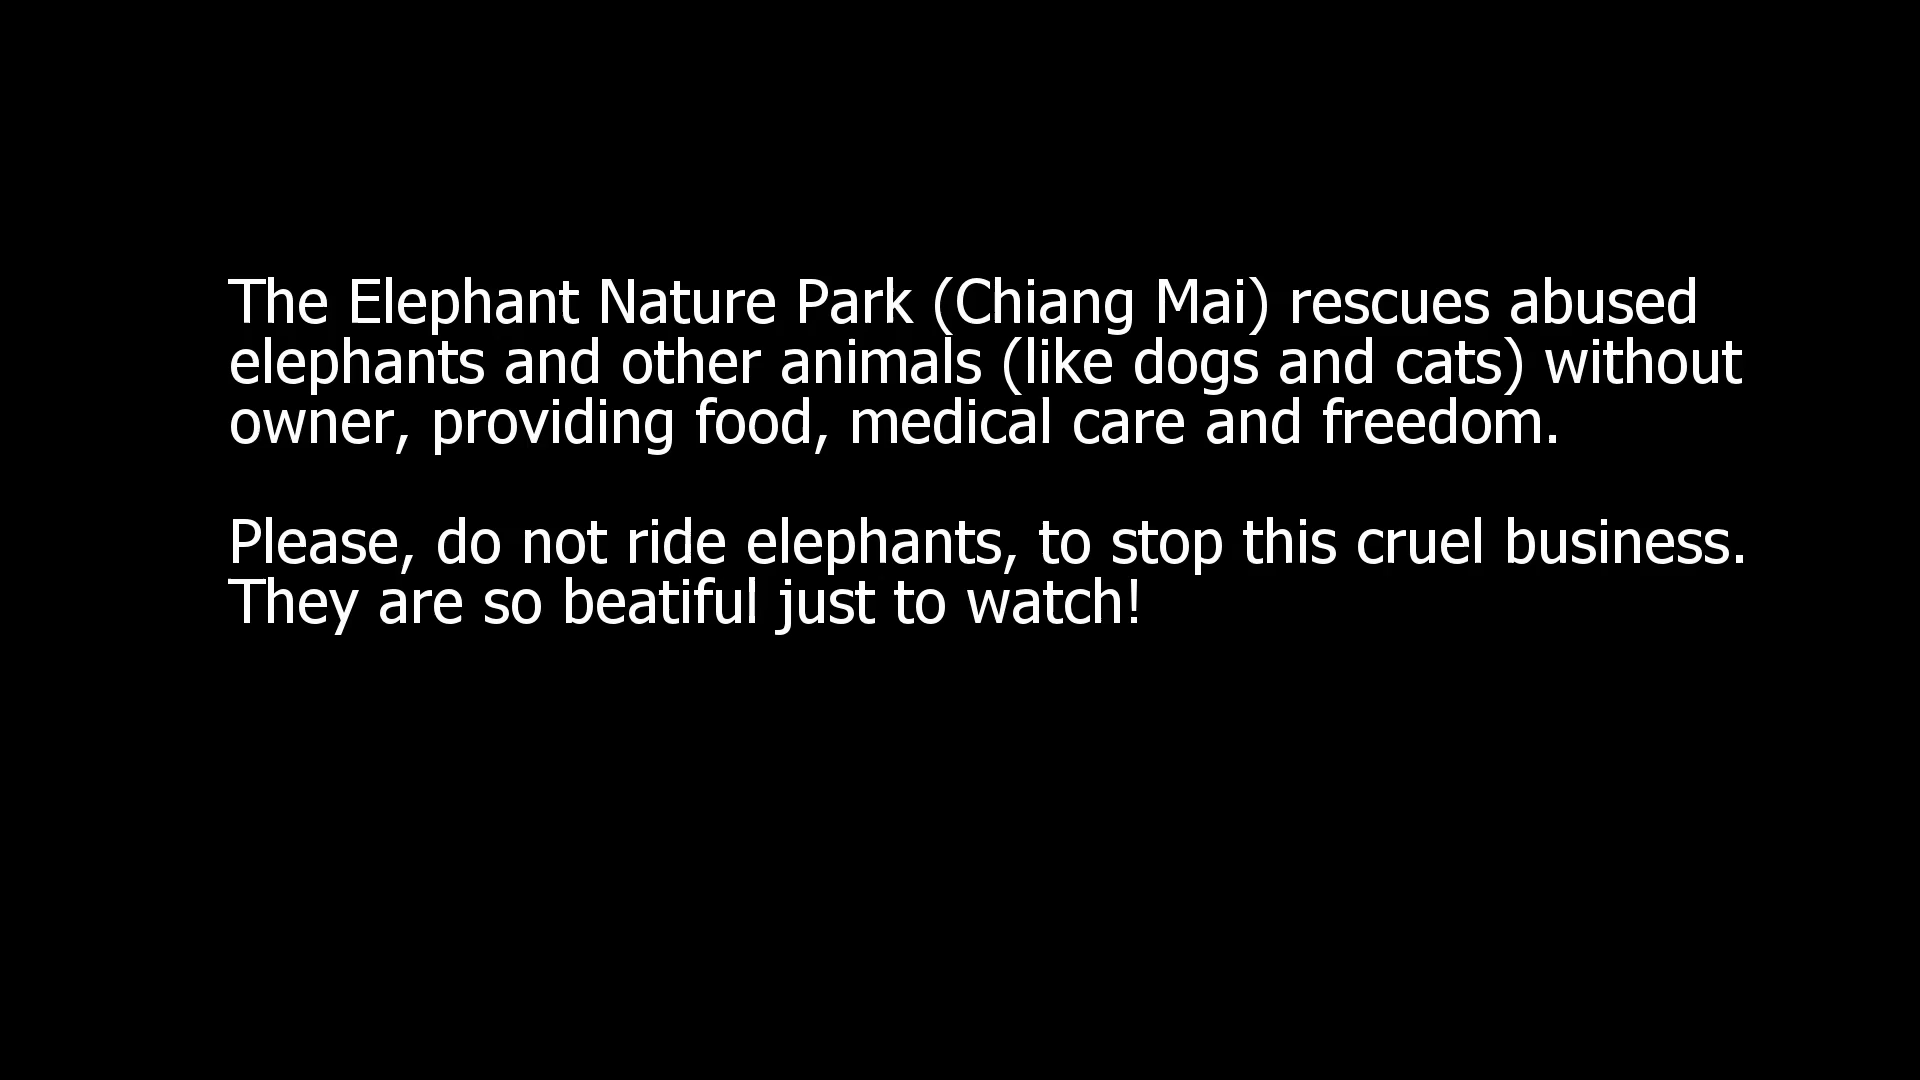 The Elephant Nature Park (Chiang Mai) rescues abused
elephants and other animals (like dogs and cats) without
owner, providing food, medical care and freedom.
Please, do not ride elephants, to stop this cruel business.
They are so beatiful just to watch!